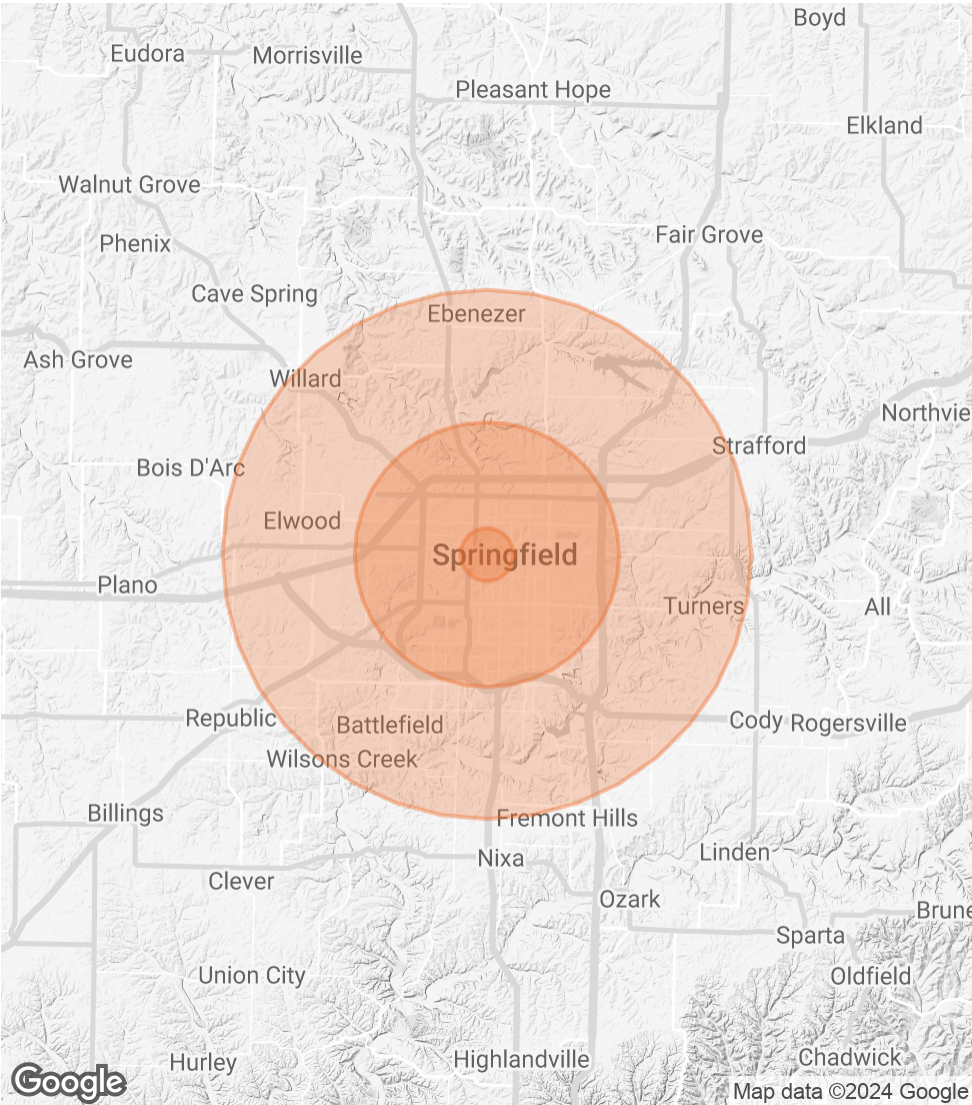 Boyd
Eudora
Morrisville
Pleasant Hope
Elkland
Walnut Grove
Phenix
Fair Grove
Cave Spring
Ebenezer
Ash Grove
Willard
Northvie
Strafford
Bois D'Arc
Elwood
Springfield
Plano
Turners
All
Republic
Battlefield
Cody
Rogersville
Wilsons Creek
Billings
Fremont Hills
Nixa
Linden
Clever
Ozark
Brune
Sparta
Union City
Oldfield
Hurley
Highlandville
Chadwick
Google
Map data ©2024 Google